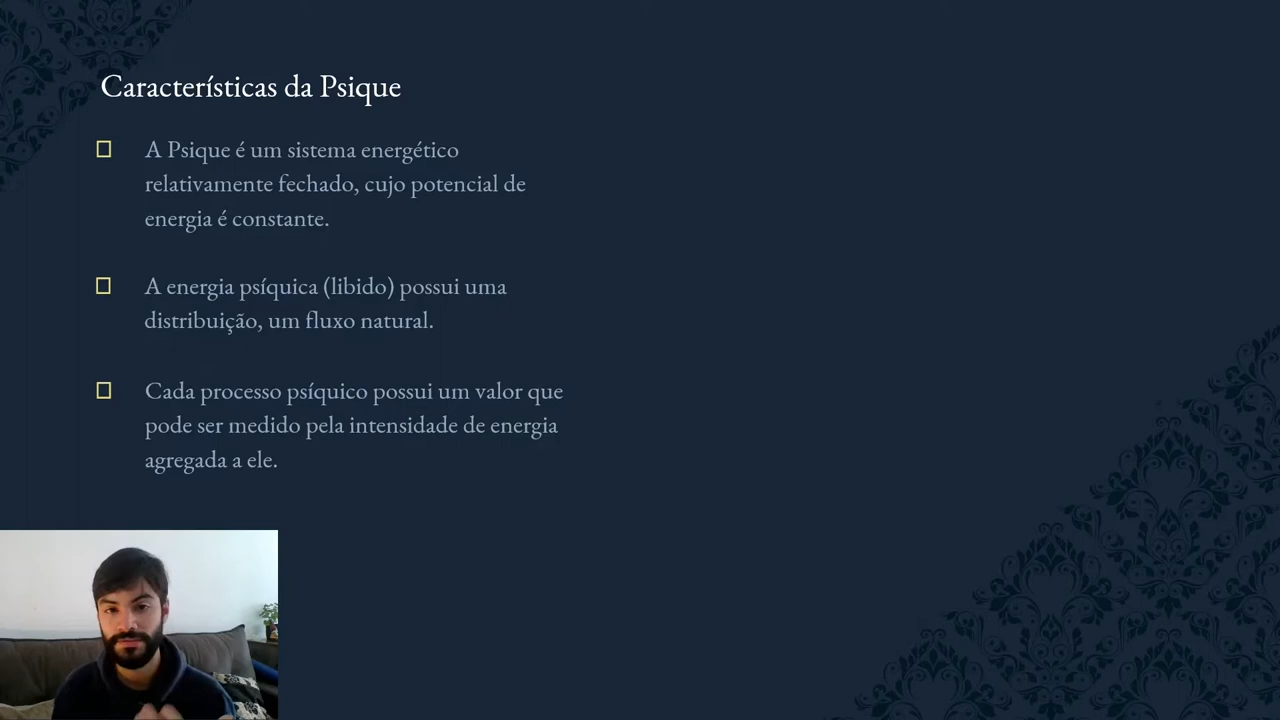 Características da Psique
A Psique é um sistema energético
relativamente fechado, cujo potencial de
energia é constante.
A energia psíquica (libido) possui uma
distribuição, um fluxo natural.
Cada processo psíquico possui um valor que
pode ser medido pela intensidade de energia
agregada a ele.